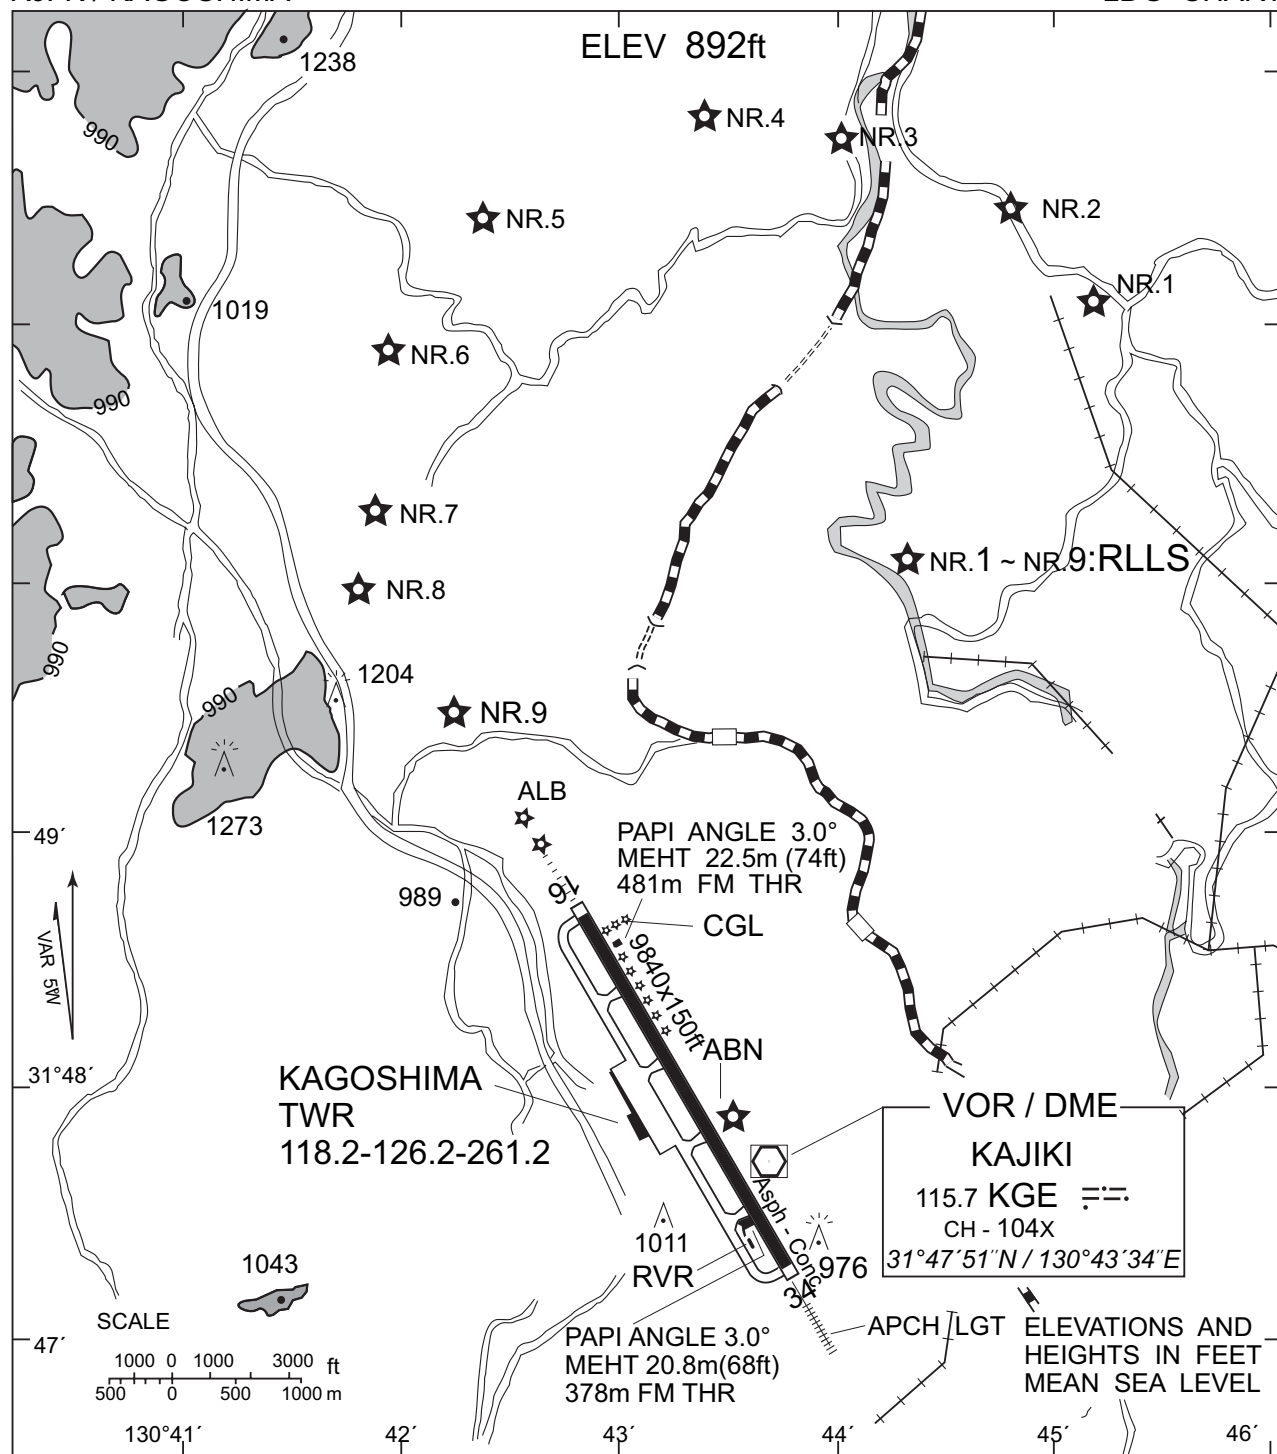 ELEV 892ft
1238
990
NR.4
NR.3
NR.5
NR.2
NR.1
1019
NR.6
990
NR.7
NR.1 ~ NR.9:RLLS
NR.8
990
1204
990
NR.9
ALB
1273
49´
PAPI ANGLE 3.0°
MEHT 22.5m (74ft)
481m FM THR
16
989
CGL
VAR 5°W
9840x150ft
ABN
31°48´
KAGOSHIMA
TWR
118.2-126.2-261.2
VOR / DME
KAJIKI
115.7 KGE
CH - 104X
31°47´51″N / 130°43´34″E
Asph - Conc
1011
RVR
976
34
1043
SCALE
APCH LGT
ELEVATIONS AND
HEIGHTS IN FEET
MEAN SEA LEVEL
47´
PAPI ANGLE 3.0°
MEHT 20.8m(68ft)
378m FM THR
1000 0 1000 3000 ft
500 0 500 1000 m
130°41´ 42´ 43´ 44´ 45´ 46´